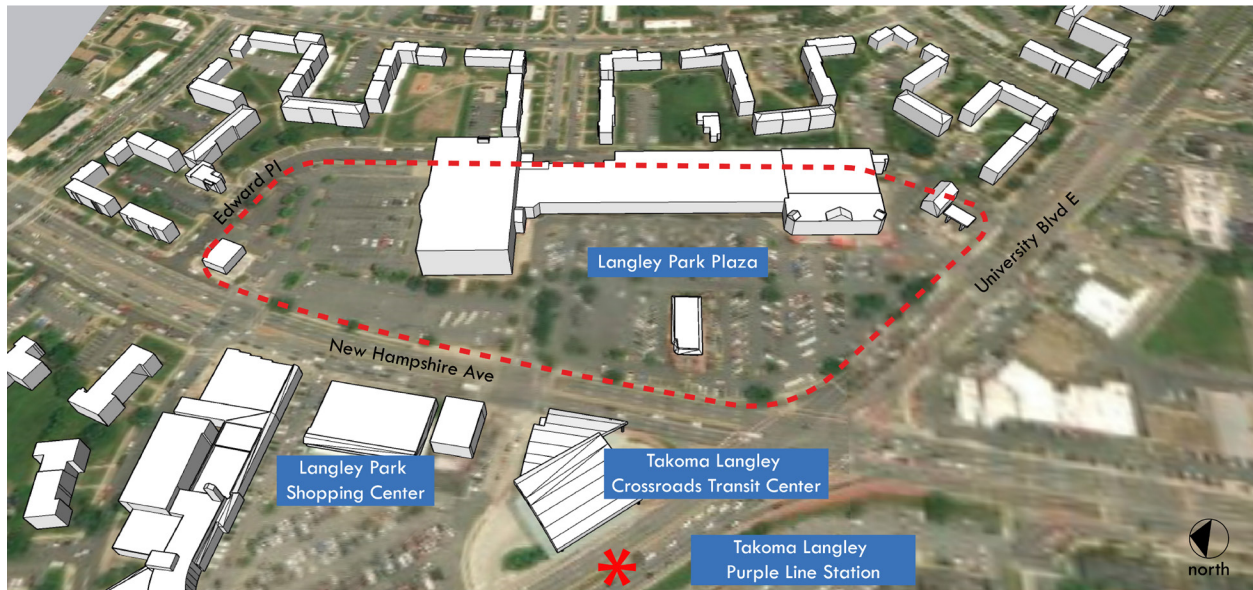 Edward Pl
University Blvd E
Langley Park Plaza
New Hampshire Ave
Langley Park
Shopping Center
Takoma Langley
Crossroads Transit Center
Takoma Langley
Purple Line Station
north